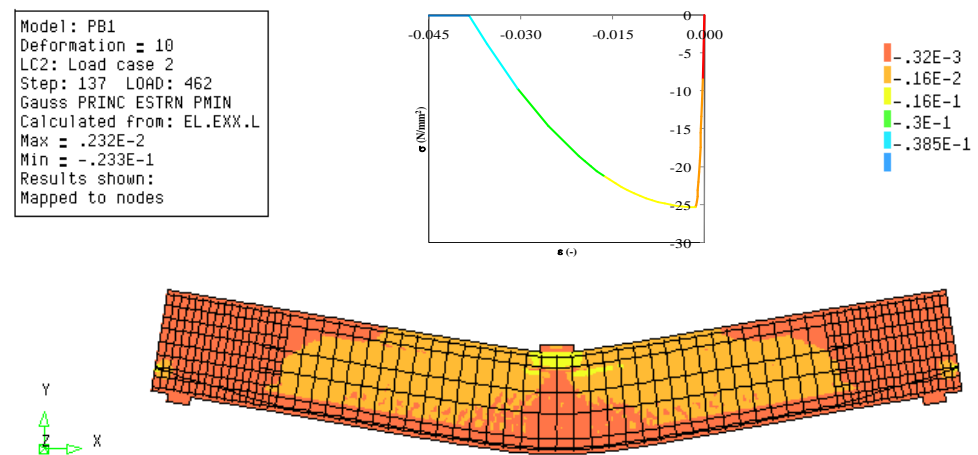 Model: PB1
Deformation = 10
LC2: Load case 2
Step: 137 LOAD: 462
Gauss PRINC ESTRN PMIN
Calculated from: EL.EXX.L
Max = .232E-2
Min = -.233E-1
Results shown:
Mapped to nodes
0
-0.045 -0.030 -0.015 0.000
-5
-10
-15
-20
-25
-30
σ (N/mm²)
ε (-)
-.32E-3
-.16E-2
-.16E-1
-.3E-1
-.385E-1
Y
Z X